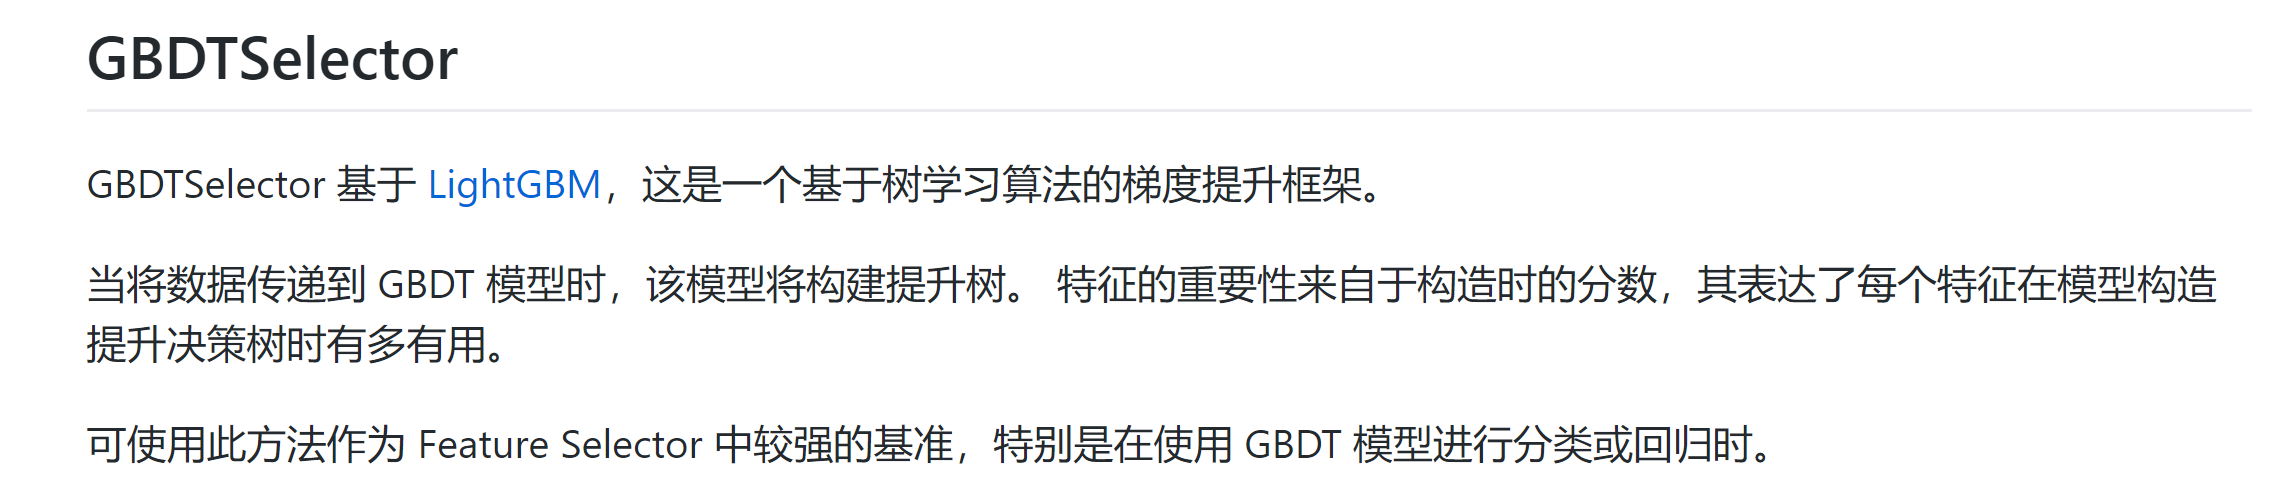 GBDTSelector
GBDTSelector 基于 LightGBM，这是一个基于树学习算法的梯度提升框架。
当将数据传递到 GBDT 模型时，该模型将构建提升树。 特征的重要性来自于构造时的分数，其表达了每个特征在模型构造
提升决策树时有多有用。
可使用此方法作为 Feature Selector 中较强的基准，特别是在使用 GBDT 模型进行分类或回归时。